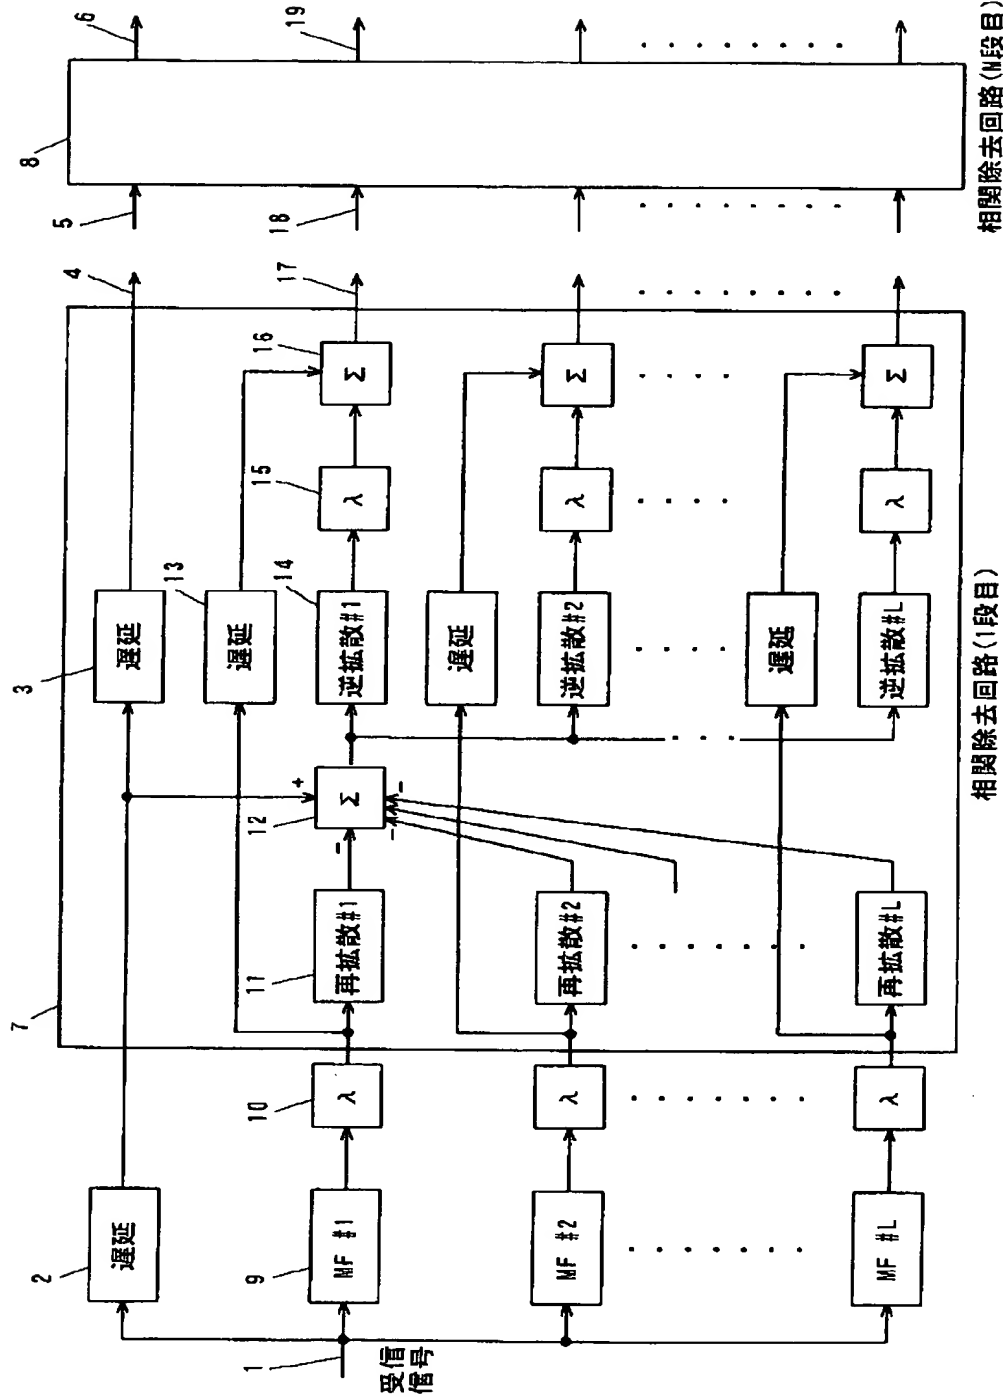 2
7
3
8
4
5
6
遅延
遅延
13
遅延
1
9
10
11
12
14
15
16
17
18
19
+
受信
信号
MF #1
λ
再拡散#1
-
Σ
逆拡散#1
λ
Σ
-
-
遅延
MF #2
λ
再拡散#2
逆拡散#2
λ
Σ
遅延
MF #L
λ
再拡散#L
逆拡散#L
λ
Σ
相関除去回路(1段目)
相関除去回路(N段目)